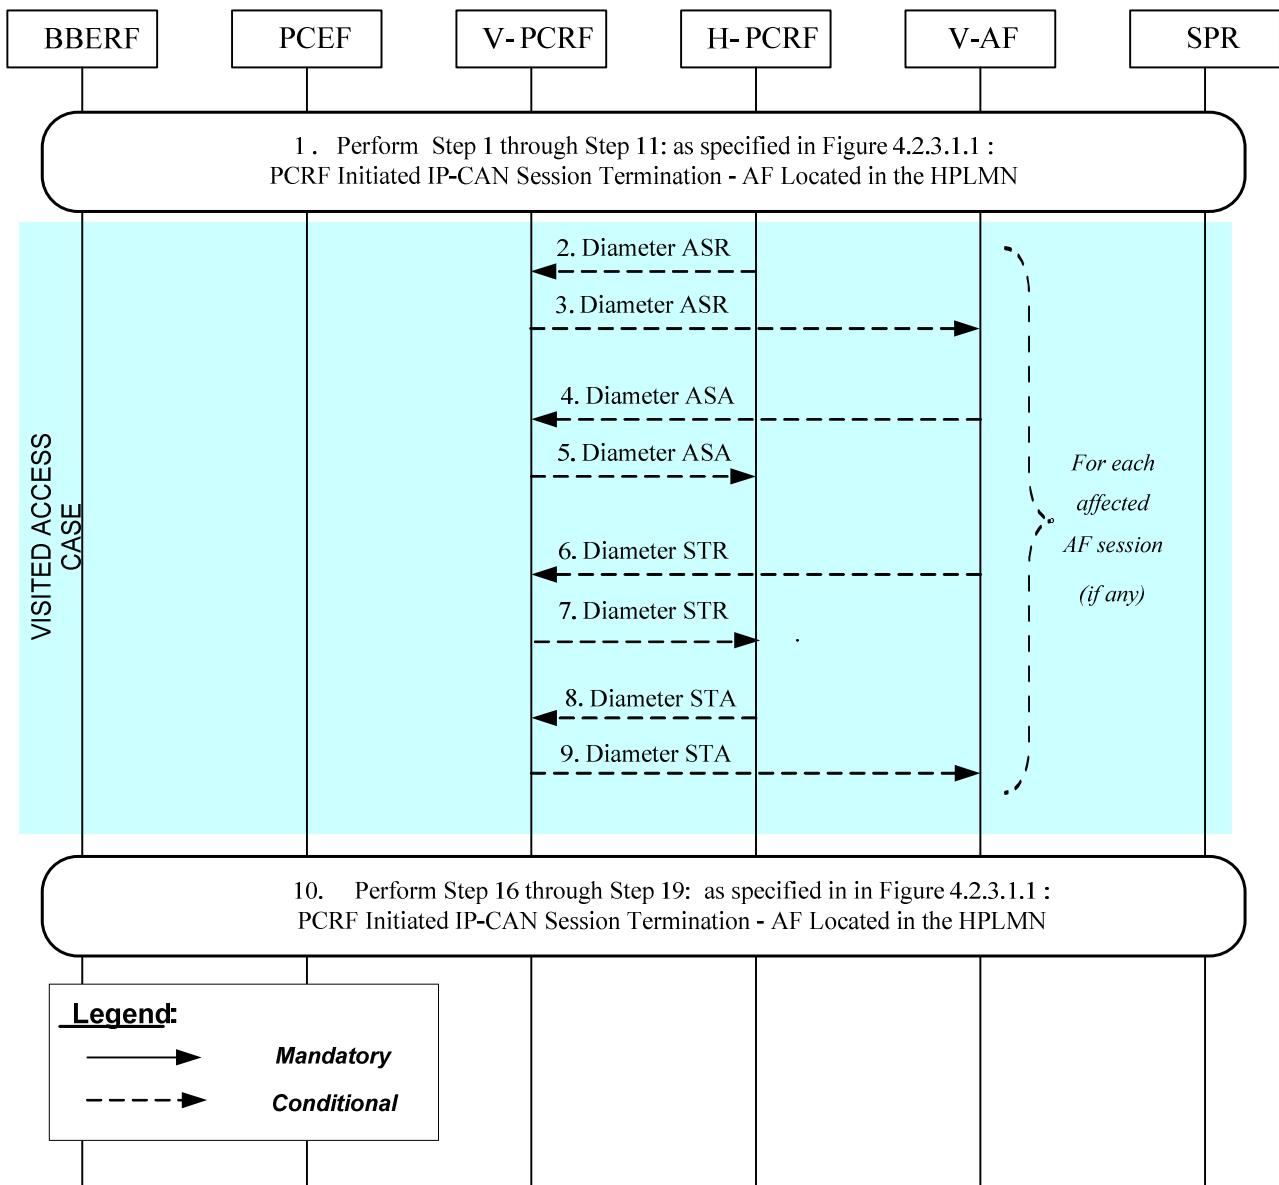 BBERF
PCEF
V-PCRF
H-PCRF
V-AF
SPR
1. Perform Step 1 through Step 11: as specified in Figure 4.2.3.1.1 :
PCRF Initiated IP-CAN Session Termination - AF Located in the HPLMN
2. Diameter ASR
3. Diameter ASR
4. Diameter ASA
5. Diameter ASA
6. Diameter STR
7. Diameter STR
8. Diameter STA
9. Diameter STA
VISITED ACCESS
CASE
For each
affected
AF session
(if any)
10. Perform Step 16 through Step 19: as specified in in Figure 4.2.3.1.1 :
PCRF Initiated IP-CAN Session Termination - AF Located in the HPLMN
Legend:
Mandatory
Conditional